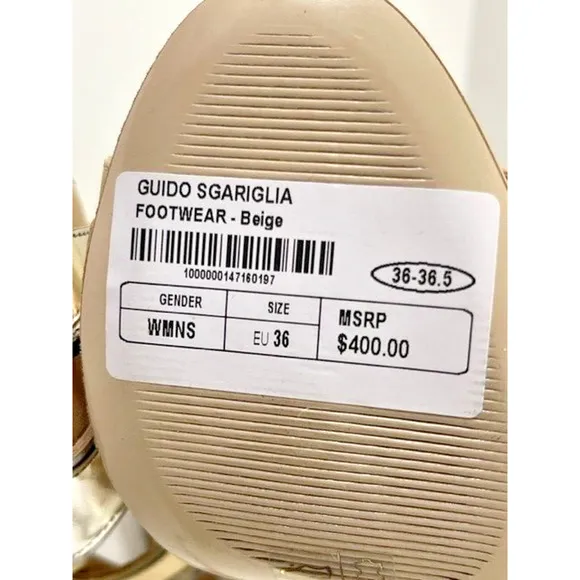 GUIDO SGARIGLIA
FOOTWEAR - Beige
1000000147160197
36-36.5
GENDER SIZE MSRP
WMNS EU 36 $400.00